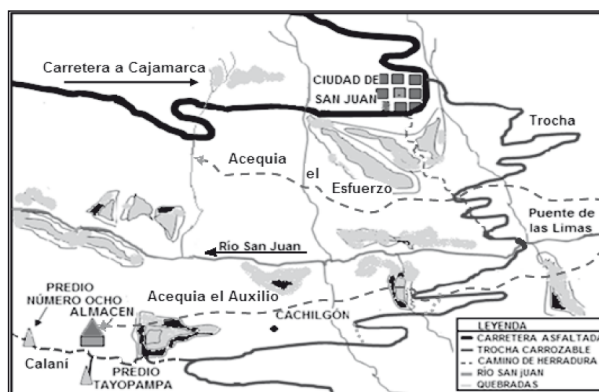 Carretera a Cajamarca
CIUDAD DE
SAN JUAN
Trocha
Acequia
el
Esfuerzo
Puente de
las Limas
Río San Juan
PREDIO
NÚMERO OCHO
ALMACEN
Acequia el Auxilio
CACHILGÓN
Calani
PREDIO
TAYOPAMPA
LEYENDA
CARRETERA ASFALTADA
TROCHA CARROZABLE
CAMINO DE HERRADURA
RÍO SAN JUAN
QUEBRADAS